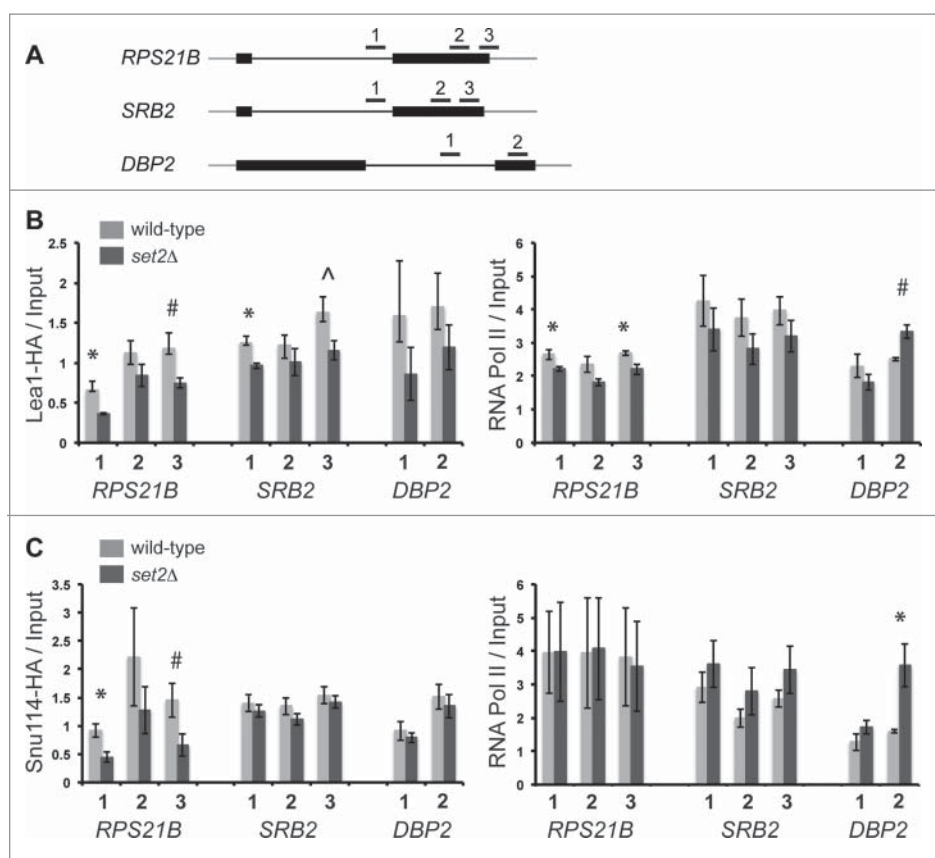 A
RPS21B 1 2 3
SRB2 1 2 3
DBP2 1 2
B
wild-type
set2Δ
Lea1-HA / Input
2.5
2
1.5
1
0.5
0
* # * ^
1 2 3 1 2 3 1 2
RPS21B SRB2 DBP2
RNA Pol II / Input
6
5
4
3
2
1
0
* * #
1 2 3 1 2 3 1 2
RPS21B SRB2 DBP2
C
wild-type
set2Δ
Snu114-HA / Input
3.5
3
2.5
2
1.5
1
0.5
0
* #
1 2 3 1 2 3 1 2
RPS21B SRB2 DBP2
RNA Pol II / Input
6
5
4
3
2
1
0
*
1 2 3 1 2 3 1 2
RPS21B SRB2 DBP2